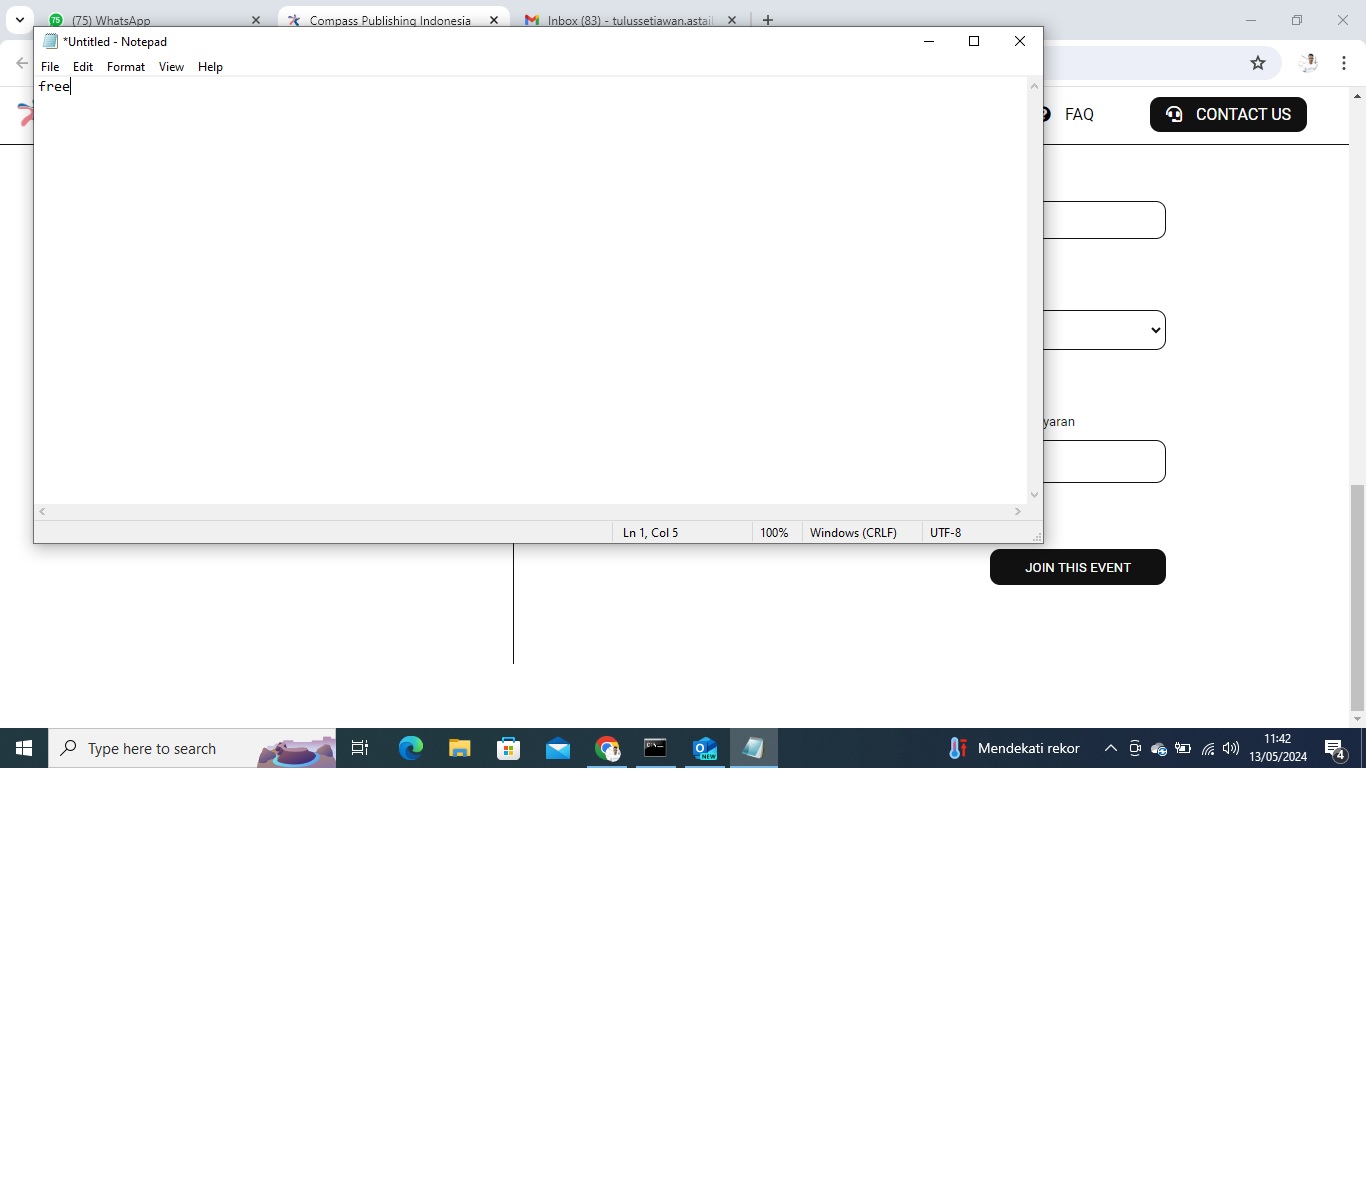 (75) WhatsApp
Compass Publishing Indonesia
Inbox (83) - tulussetiawan.astail
*Untitled - Notepad
File Edit Format View Help
free
FAQ
CONTACT US
yaran
Ln 1, Col 5
100%
Windows (CRLF)
UTF-8
JOIN THIS EVENT
Type here to search
Mendekati rekor
11:42
13/05/2024
4